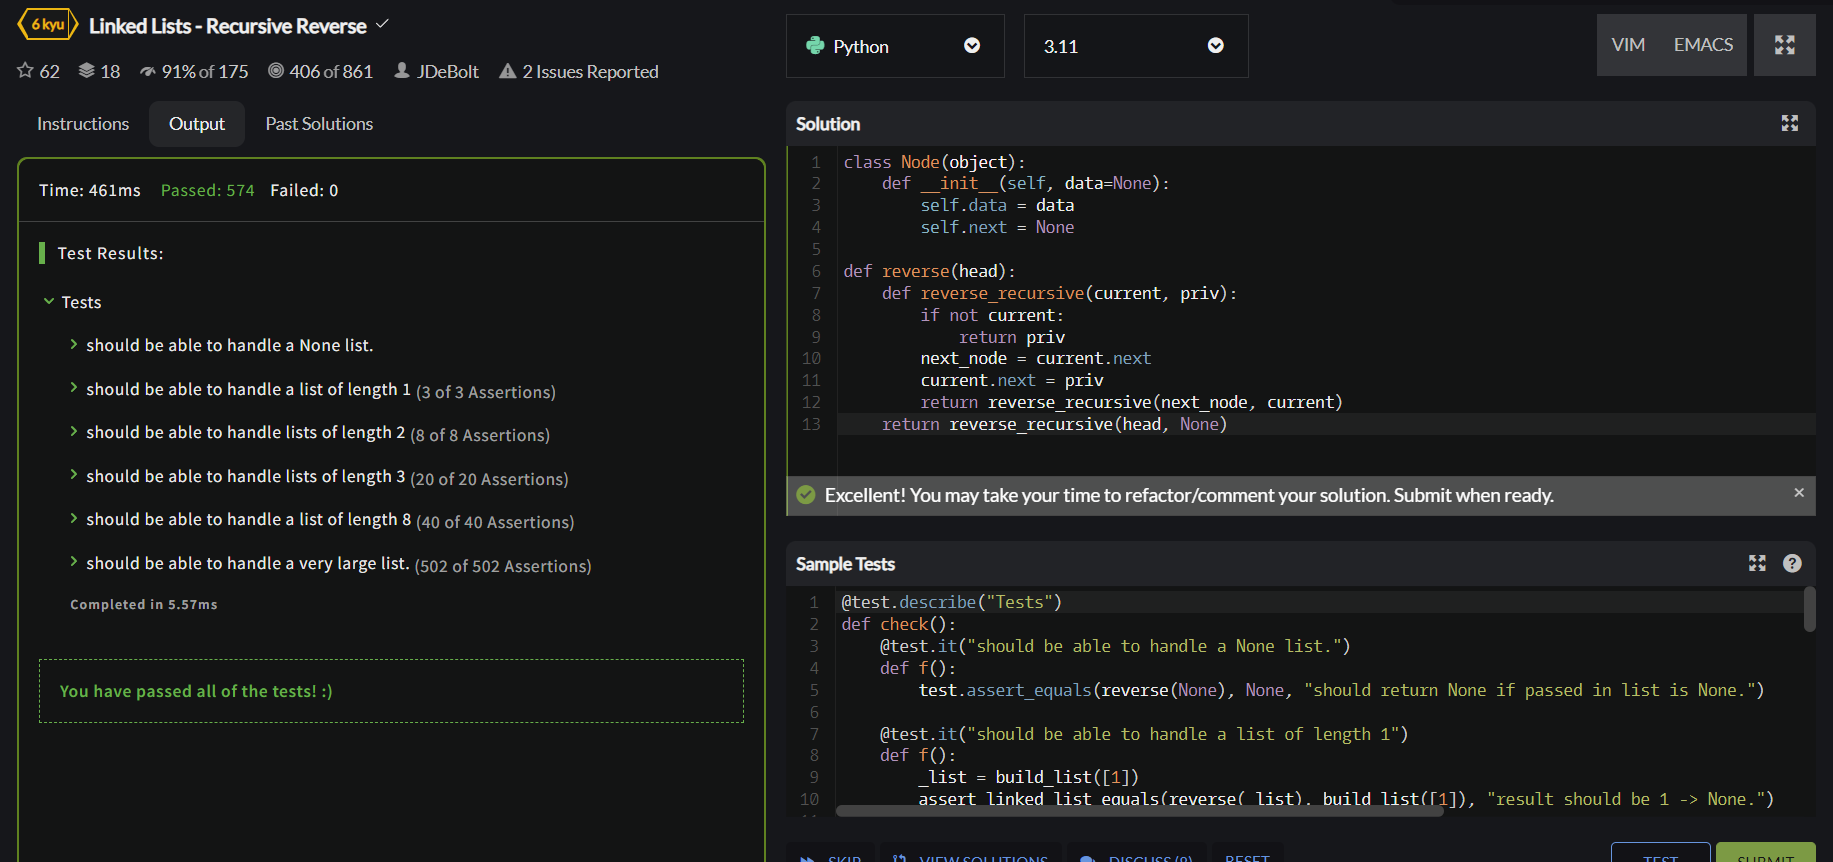 6 kyu Linked Lists - Recursive Reverse
62 18 91% of 175 406 of 861 JDeBolt 2 Issues Reported
Instructions Output Past Solutions
Time: 461ms Passed: 574 Failed: 0
Test Results:
Tests
should be able to handle a None list.
should be able to handle a list of length 1 (3 of 3 Assertions)
should be able to handle lists of length 2 (8 of 8 Assertions)
should be able to handle lists of length 3 (20 of 20 Assertions)
should be able to handle a list of length 8 (40 of 40 Assertions)
should be able to handle a very large list. (502 of 502 Assertions)
Completed in 5.57ms
You have passed all of the tests! :)
Python 3.11 VIM EMACS
Solution
1 class Node(object):
2     def __init__(self, data=None):
3         self.data = data
4         self.next = None
5
6 def reverse(head):
7     def reverse_recursive(current, priv):
8         if not current:
9             return priv
10         next_node = current.next
11         current.next = priv
12         return reverse_recursive(next_node, current)
13     return reverse_recursive(head, None)
Excellent! You may take your time to refactor/comment your solution. Submit when ready.
Sample Tests
1 @test.describe("Tests")
2 def check():
3     @test.it("should be able to handle a None list.")
4     def f():
5         test.assert_equals(reverse(None), None, "should return None if passed in list is None.")
6
7     @test.it("should be able to handle a list of length 1")
8     def f():
9         _list = build_list([1])
10         assert_linked_list_equals(reverse(_list), build_list([1]), "result should be 1 -> None.")
SKIP VIEW SOLUTIONS DISCUSS (9) RESET TEST SUBMIT